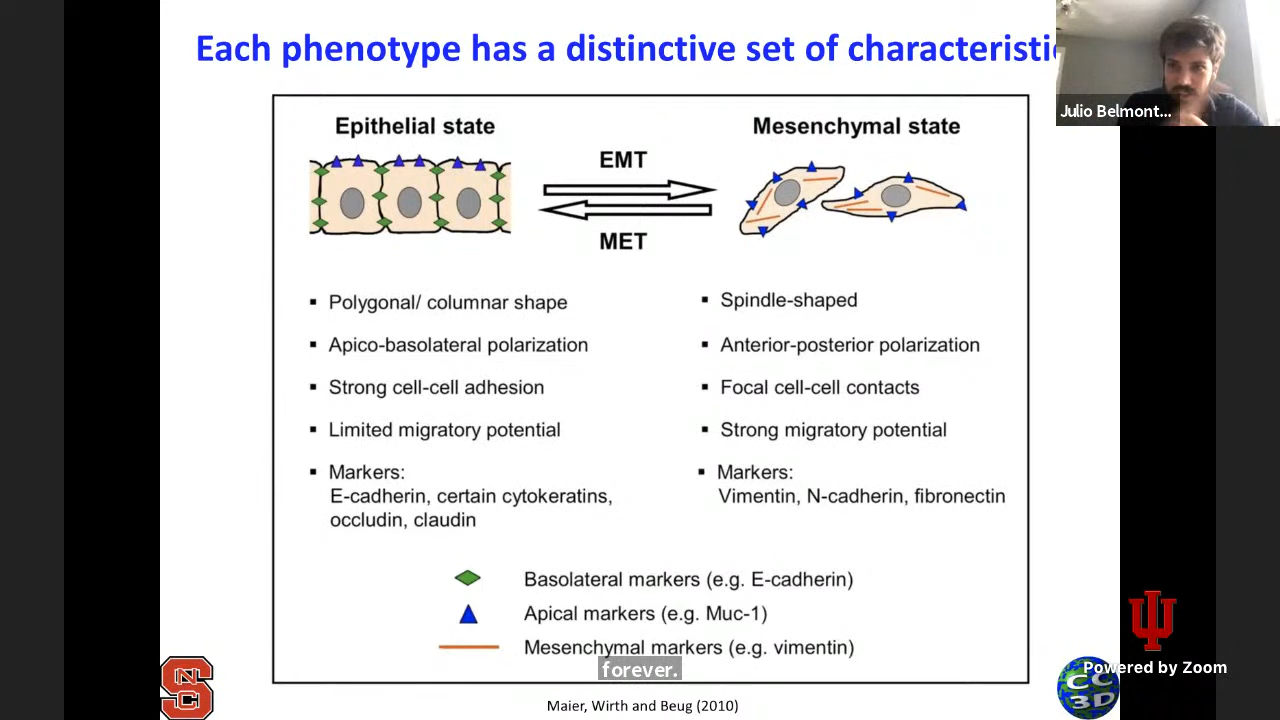 Each phenotype has a distinctive set of characteristi
Julio Belmont...
Epithelial state
Mesenchymal state
EMT
MET
▪ Polygonal/ columnar shape
▪ Apico-basolateral polarization
▪ Strong cell-cell adhesion
▪ Limited migratory potential
▪ Markers:
E-cadherin, certain cytokeratins,
occludin, claudin
▪ Spindle-shaped
▪ Anterior-posterior polarization
▪ Focal cell-cell contacts
▪ Strong migratory potential
▪ Markers:
Vimentin, N-cadherin, fibronectin
Basolateral markers (e.g. E-cadherin)
Apical markers (e.g. Muc-1)
Mesenchymal markers (e.g. vimentin)
forever.
Maier, Wirth and Beug (2010)
NCS
CC
3D
Powered by Zoom